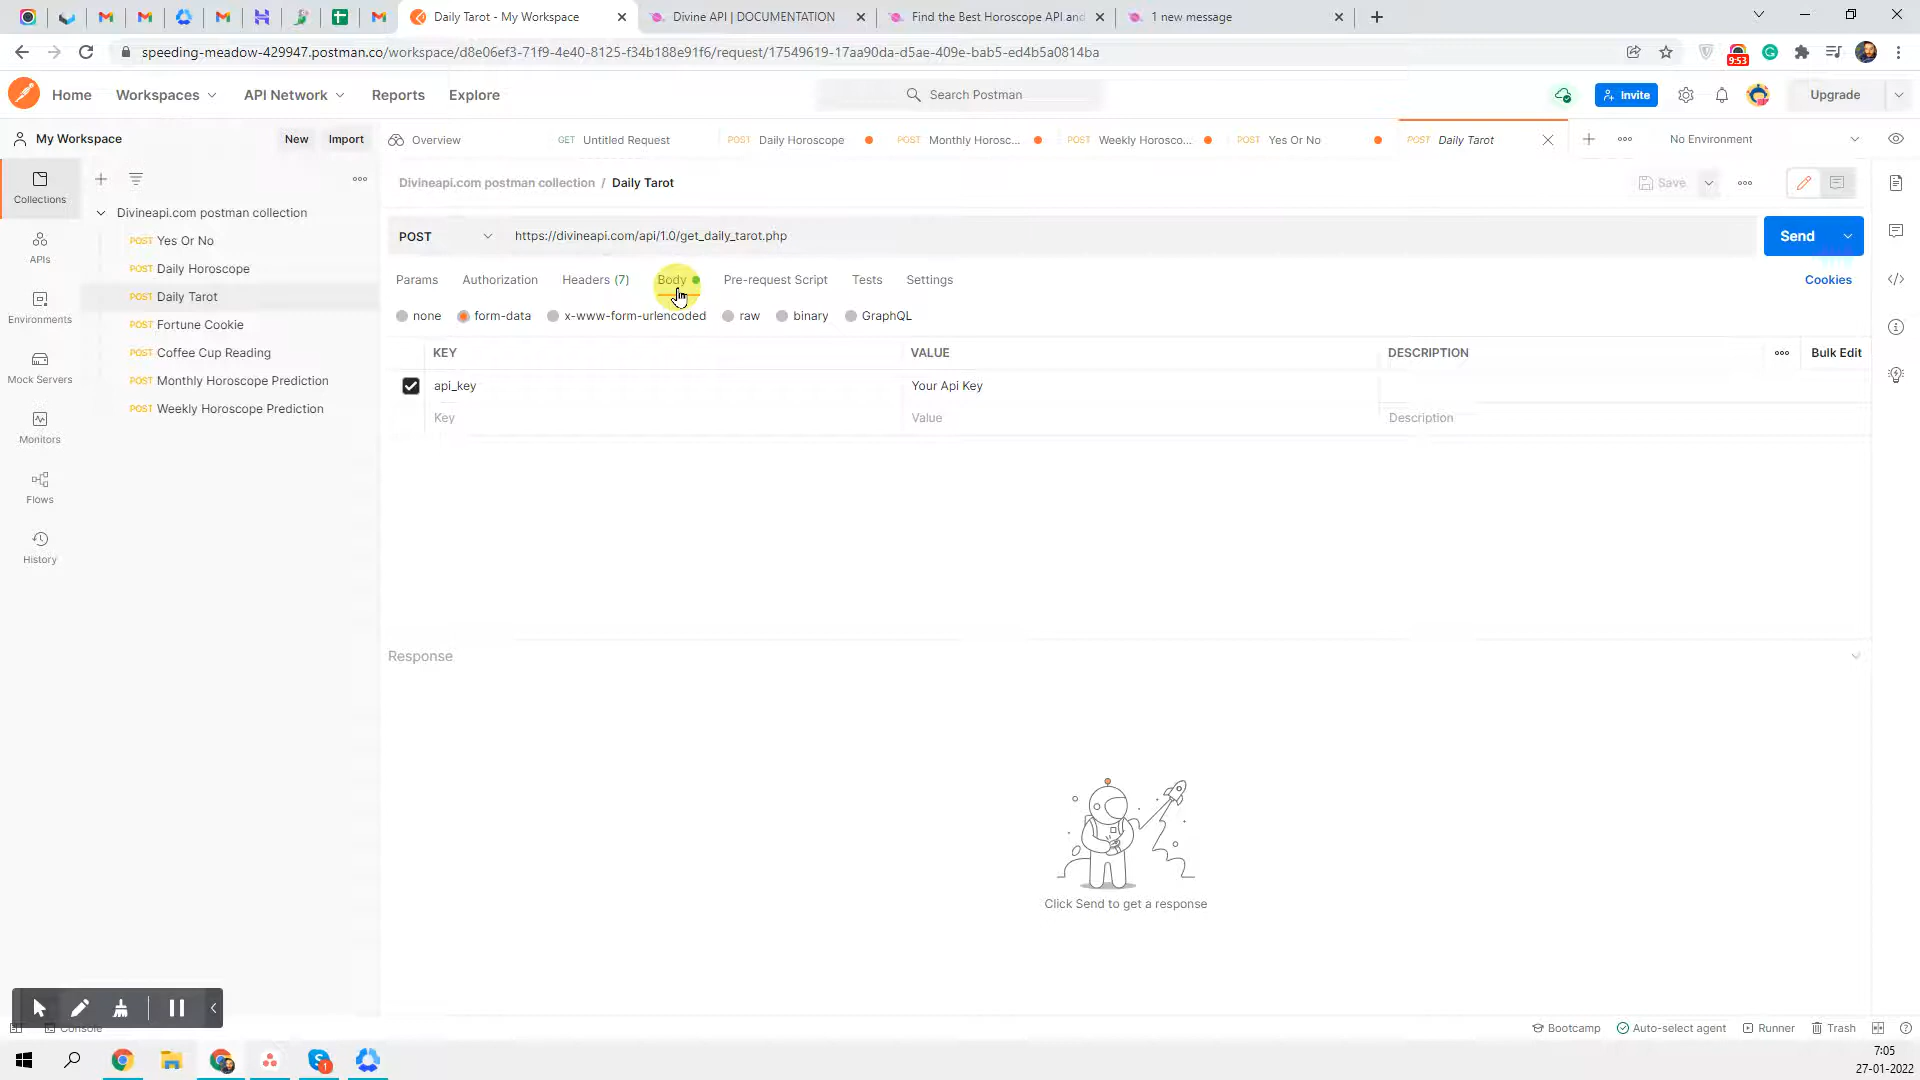 Daily Tarot - My Workspace
Divine API | DOCUMENTATION
Find the Best Horoscope API and
1 new message
speeding-meadow-429947.postman.co/workspace/d8e06ef3-71f9-4e40-8125-f34b188e91f6/request/17549619-17aa90da-d5ae-409e-bab5-ed4b5a0814ba
9:53
Home
Workspaces
API Network
Reports
Explore
Search Postman
Invite
Upgrade
My Workspace
New
Import
Overview
GET Untitled Request
POST Daily Horoscope
POST Monthly Horosc...
POST Weekly Horosco...
POST Yes Or No
POST Daily Tarot
No Environment
Collections
APIs
Environments
Mock Servers
Monitors
Flows
History
Divineapi.com postman collection
POST Yes Or No
POST Daily Horoscope
POST Daily Tarot
POST Fortune Cookie
POST Coffee Cup Reading
POST Monthly Horoscope Prediction
POST Weekly Horoscope Prediction
Divineapi.com postman collection / Daily Tarot
Save
POST
https://divineapi.com/api/1.0/get_daily_tarot.php
Send
Params
Authorization
Headers (7)
Body
Pre-request Script
Tests
Settings
Cookies
none
form-data
x-www-form-urlencoded
raw
binary
GraphQL
KEY
VALUE
DESCRIPTION
Bulk Edit
api_key
Your Api Key
Key
Value
Description
Response
Click Send to get a response
Console
Bootcamp
Auto-select agent
Runner
Trash
1
7:05
27-01-2022